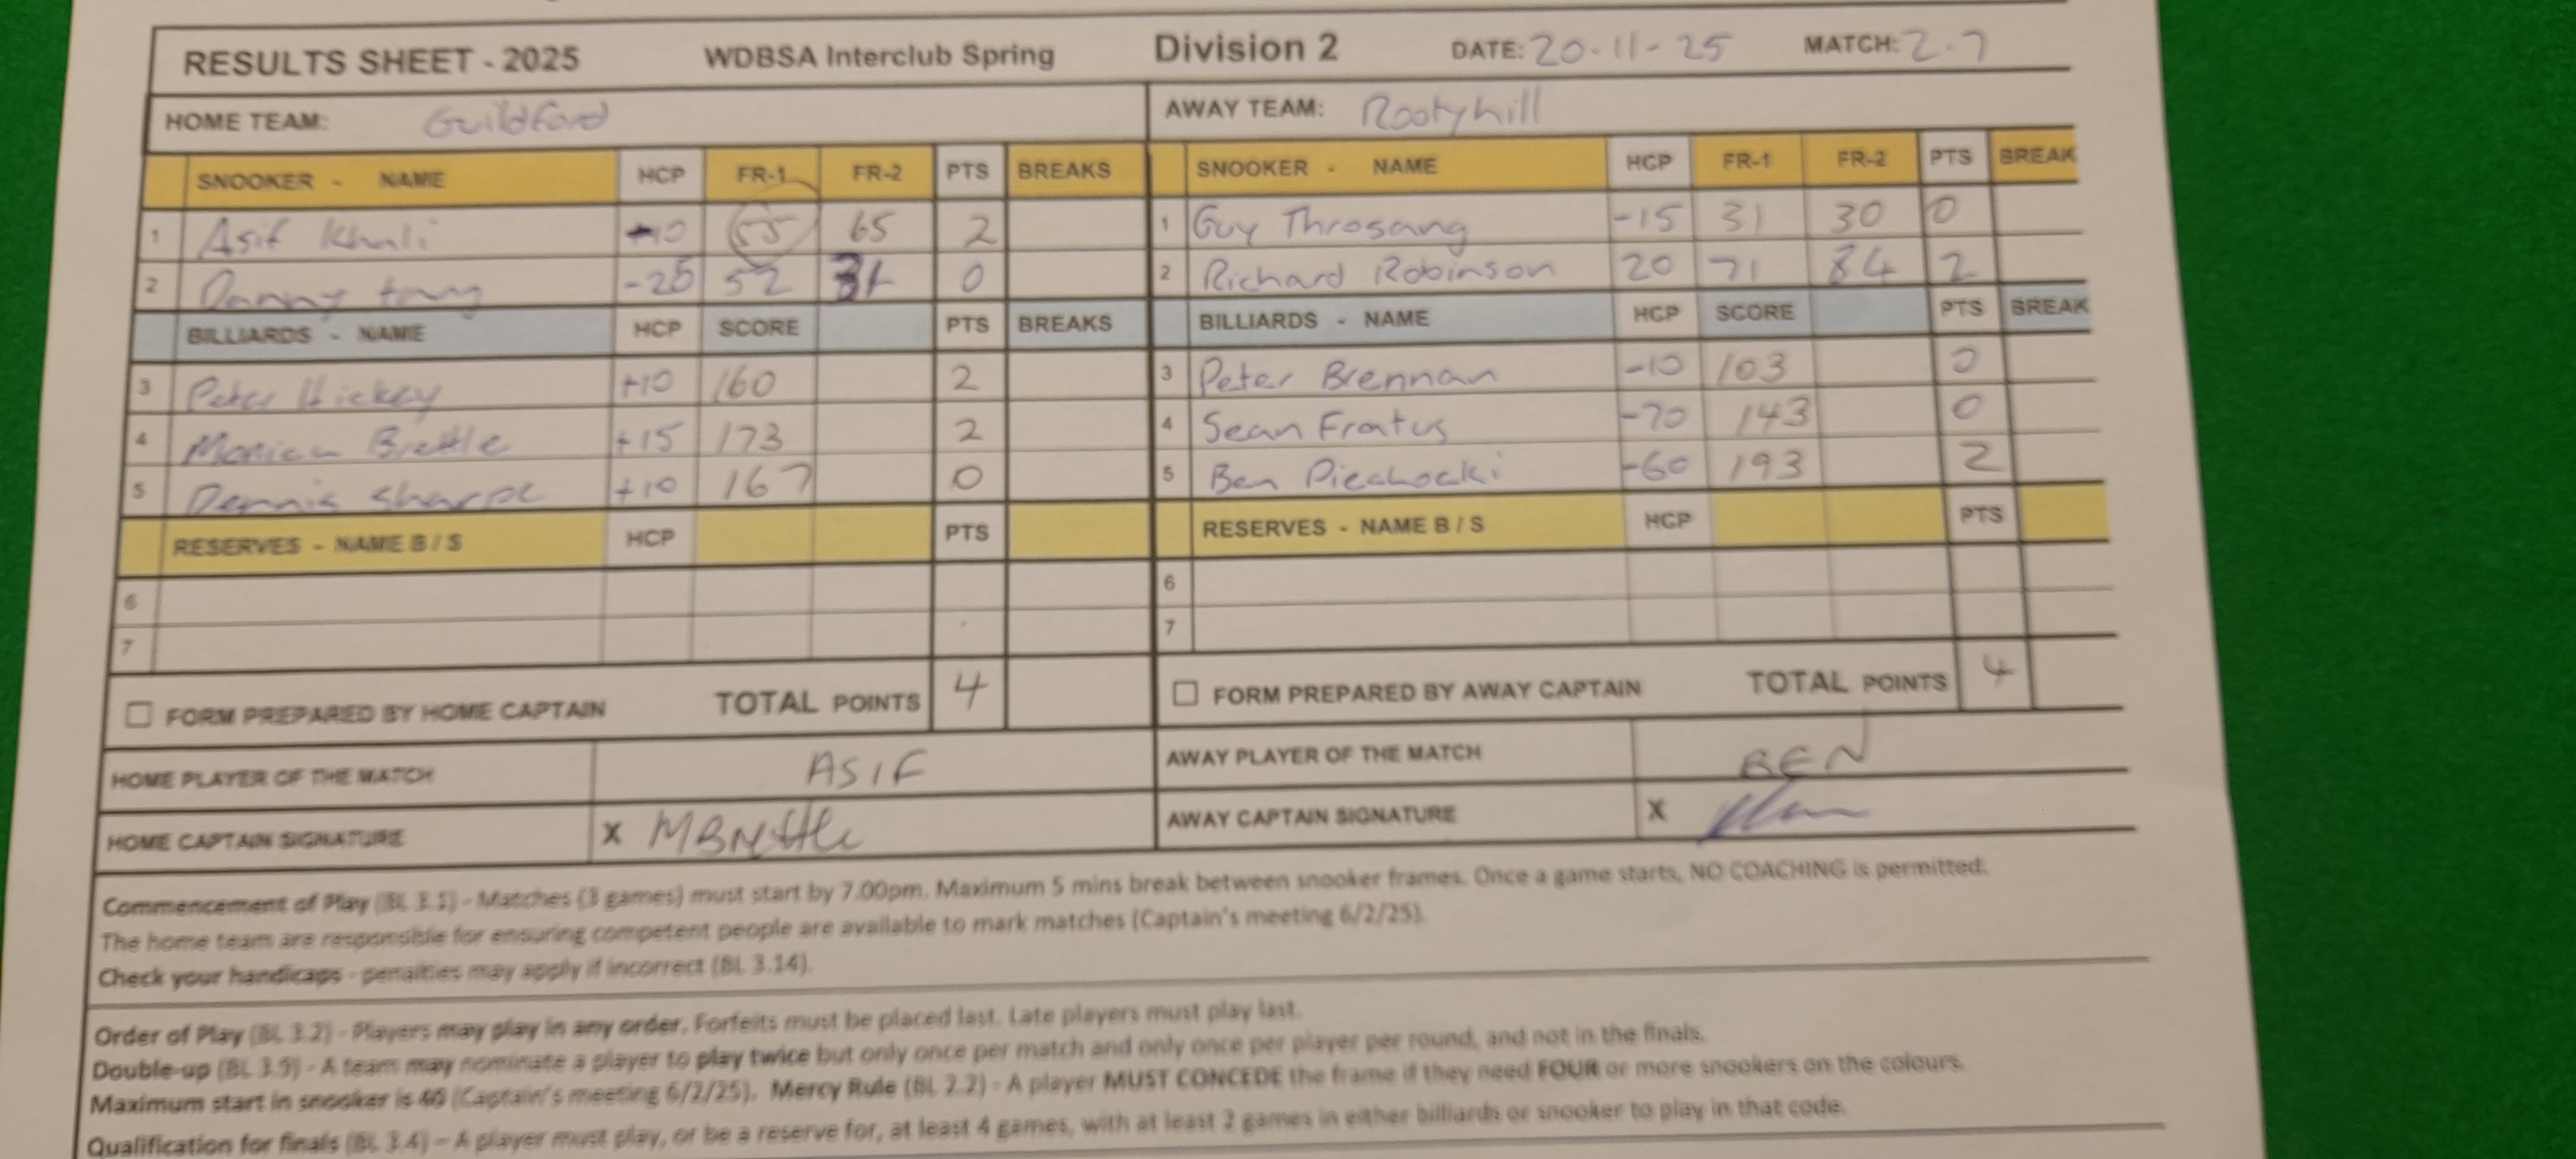 RESULTS SHEET - 2025 WDBSA Interclub Spring Division 2 DATE: 20-11-25 MATCH: 2-7
HOME TEAM: Guildford AWAY TEAM: Rootyhill
SNOOKER - NAME HCP FR-1 FR-2 PTS BREAKS SNOOKER - NAME HCP FR-1 FR-2 PTS BREAK
1 Asif Khali 55 65 2 1 Guy Throsang -15 31 30 0
2 Danny tang -25 52 0 2 Richard Robinson 20 71 84 2
BILLIARDS - NAME HCP SCORE PTS BREAKS BILLIARDS - NAME HCP SCORE PTS BREAK
3 Peter Hickey +10 160 2 3 Peter Brennan -10 103 0
4 Monica Brettle +15 173 2 4 Sean Fratus -70 143 0
5 Dennis Sharpe +10 167 0 5 Ben Piechocki -60 193 2
RESERVES - NAME B / S HCP PTS RESERVES - NAME B / S HCP PTS
6 6
7 7
FORM PREPARED BY HOME CAPTAIN TOTAL POINTS 4 FORM PREPARED BY AWAY CAPTAIN TOTAL POINTS 4
HOME PLAYER OF THE MATCH ASIF AWAY PLAYER OF THE MATCH BEN
HOME CAPTAIN SIGNATURE X AWAY CAPTAIN SIGNATURE X
Commencement of Play (BL 3.1) - Matches (3 games) must start by 7.00pm. Maximum 5 mins break between snooker frames. Once a game starts, NO COACHING is permitted.
The home team are responsible for ensuring competent people are available to mark matches (Captain's meeting 6/2/25).
Check your handicaps - penalties may apply if incorrect (BL 3.14).
Order of Play (BL 3.2) - Players may play in any order. Forfeits must be placed last. Late players must play last.
Double-up (BL 3.9) - A team may nominate a player to play twice but only once per match and only once per player per round, and not in the finals.
Maximum start in snooker is 40 (Captain's meeting 6/2/25). Mercy Rule (BL 2.2) - A player MUST CONCEDE the frame if they need FOUR or more snookers on the colours.
Qualification for finals (BL 3.4) – A player must play, or be a reserve for, at least 4 games, with at least 2 games in either billiards or snooker to play in that code.